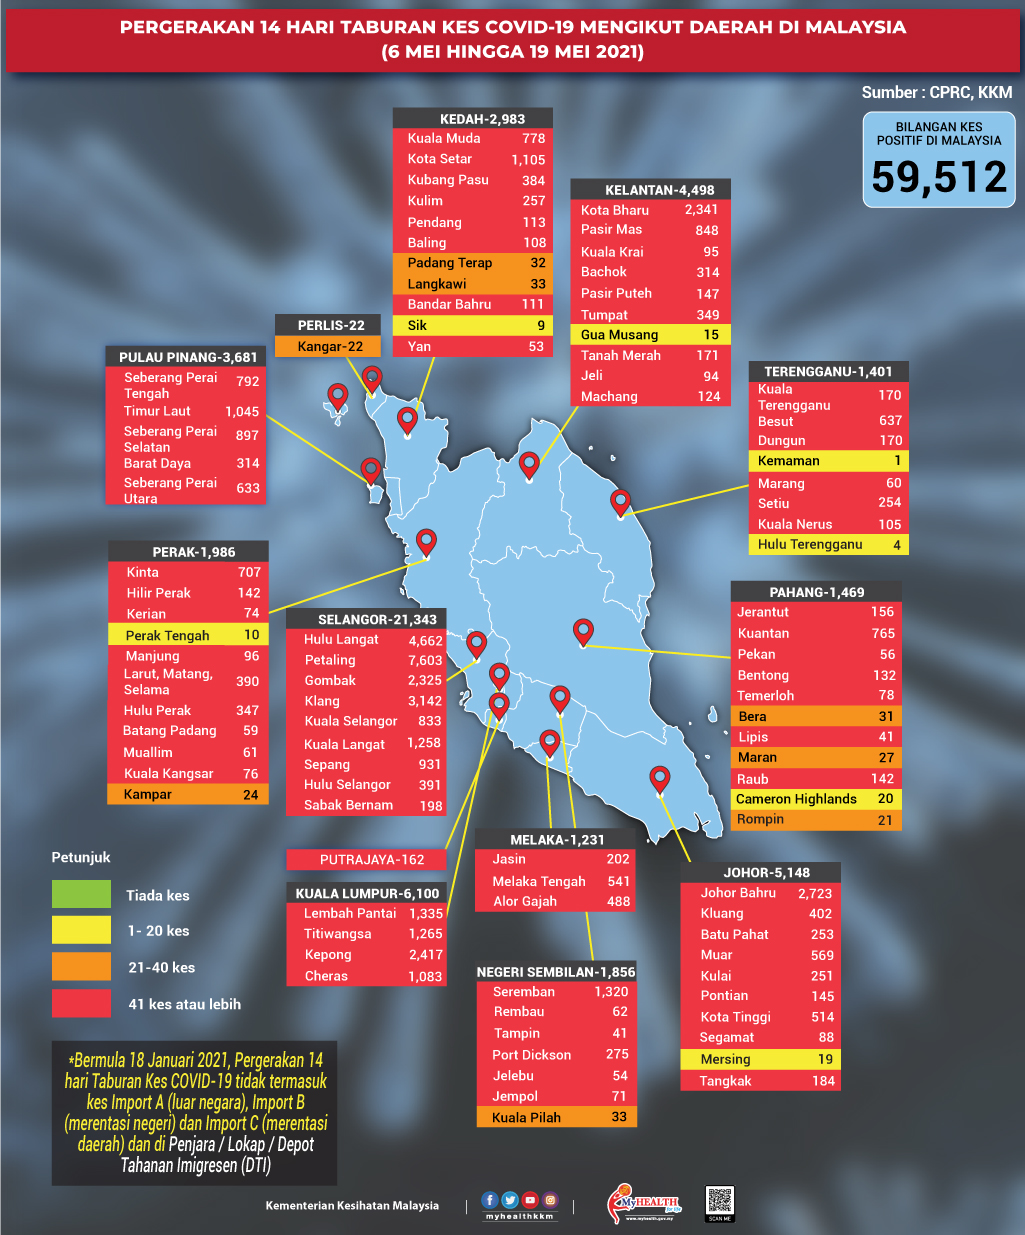 PERGERAKAN 14 HARI TABURAN KES COVID-19 MENGIKUT DAERAH DI MALAYSIA
(6 MEI HINGGA 19 MEI 2021)
Sumber : CPRC, KKM
BILANGAN KES
POSITIF DI MALAYSIA
59,512
KEDAH-2,983
Kuala Muda 778
Kota Setar 1,105
Kubang Pasu 384
Kulim 257
Pendang 113
Baling 108
Padang Terap 32
Langkawi 33
Bandar Bahru 111
Sik 9
Yan 53
KELANTAN-4,498
Kota Bharu 2,341
Pasir Mas 848
Kuala Krai 95
Bachok 314
Pasir Puteh 147
Tumpat 349
Gua Musang 15
Tanah Merah 171
Jeli 94
Machang 124
PERLIS-22
Kangar-22
PULAU PINANG-3,681
Seberang Perai
Tengah 792
Timur Laut 1,045
Seberang Perai
Selatan 897
Barat Daya 314
Seberang Perai
Utara 633
TERENGGANU-1,401
Kuala
Terengganu 170
Besut 637
Dungun 170
Kemaman 1
Marang 60
Setiu 254
Kuala Nerus 105
Hulu Terengganu 4
PERAK-1,986
Kinta 707
Hilir Perak 142
Kerian 74
Perak Tengah 10
Manjung 96
Larut, Matang,
Selama 390
Hulu Perak 347
Batang Padang 59
Muallim 61
Kuala Kangsar 76
Kampar 24
SELANGOR-21,343
Hulu Langat 4,662
Petaling 7,603
Gombak 2,325
Klang 3,142
Kuala Selangor 833
Kuala Langat 1,258
Sepang 931
Hulu Selangor 391
Sabak Bernam 198
PAHANG-1,469
Jerantut 156
Kuantan 765
Pekan 56
Bentong 132
Temerloh 78
Bera 31
Lipis 41
Maran 27
Raub 142
Cameron Highlands 20
Rompin 21
PUTRAJAYA-162
KUALA LUMPUR-6,100
Lembah Pantai 1,335
Titiwangsa 1,265
Kepong 2,417
Cheras 1,083
MELAKA-1,231
Jasin 202
Melaka Tengah 541
Alor Gajah 488
NEGERI SEMBILAN-1,856
Seremban 1,320
Rembau 62
Tampin 41
Port Dickson 275
Jelebu 54
Jempol 71
Kuala Pilah 33
JOHOR-5,148
Johor Bahru 2,723
Kluang 402
Batu Pahat 253
Muar 569
Kulai 251
Pontian 145
Kota Tinggi 514
Segamat 88
Mersing 19
Tangkak 184
Petunjuk
Tiada kes
1- 20 kes
21-40 kes
41 kes atau lebih
*Bermula 18 Januari 2021, Pergerakan 14
hari Taburan Kes COVID-19 tidak termasuk
kes Import A (luar negara), Import B
(merentasi negeri) dan Import C (merentasi
daerah) dan di Penjara / Lokap / Depot
Tahanan Imigresen (DTI)
Kementerian Kesihatan Malaysia
myhealthkkm
MyHEALTH
for life
www.myhealth.gov.my
SCAN ME